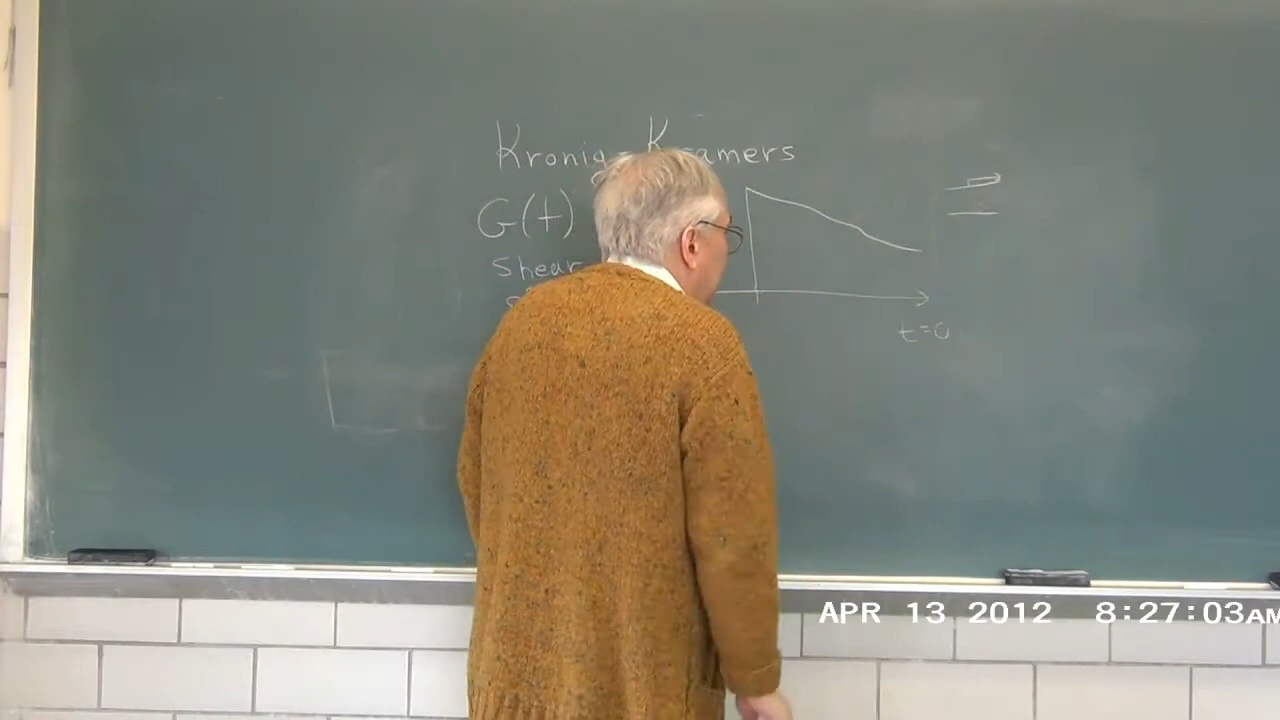 Kronig - Kramers
G(t)
shear
t=0
APR 13 2012 8:27:03AM